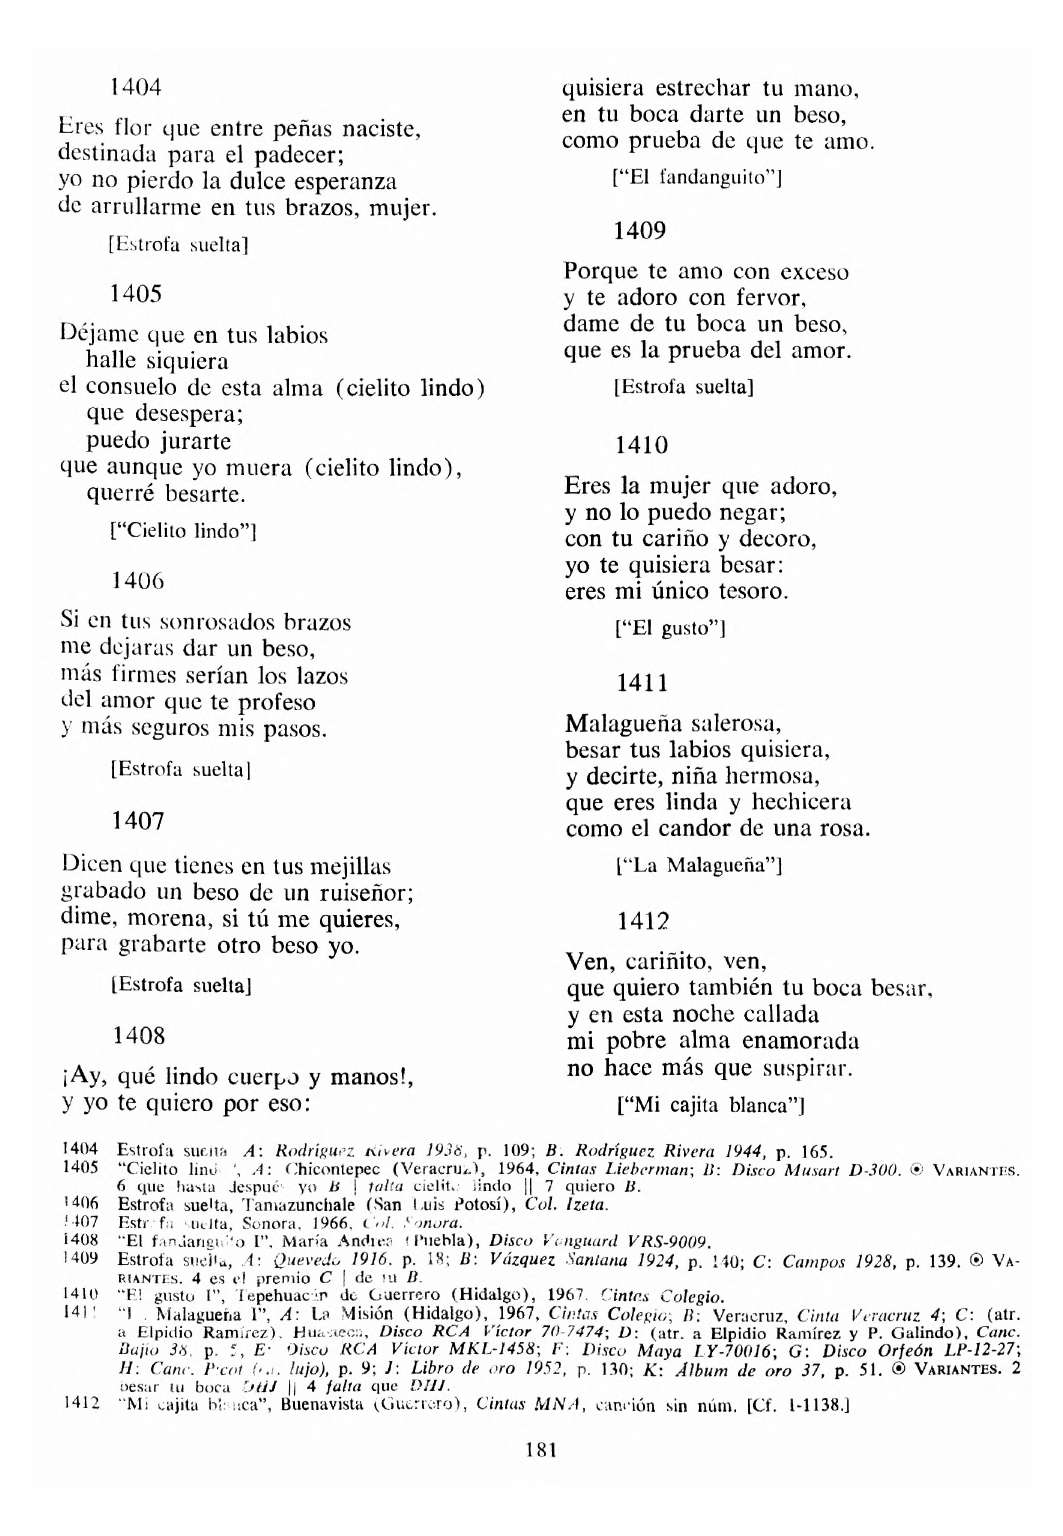 1404
Eres flor que entre peñas naciste,
destinada para el padecer;
yo no pierdo la dulce esperanza
de arrullarme en tus brazos, mujer.
[Estrofa suelta]
1405
Déjame que en tus labios
halle siquiera
el consuelo de esta alma (cielito lindo)
que desespera;
puedo jurarte
que aunque yo muera (cielito lindo),
querré besarte.
["Cielito lindo"]
1406
Si en tus sonrosados brazos
me dejaras dar un beso,
más firmes serían los lazos
del amor que te profeso
y más seguros mis pasos.
[Estrofa suelta]
1407
Dicen que tienes en tus mejillas
grabado un beso de un ruiseñor;
dime, morena, si tú me quieres,
para grabarte otro beso yo.
[Estrofa suelta]
1408
¡Ay, qué lindo cuerpo y manos!,
y yo te quiero por eso:
quisiera estrechar tu mano,
en tu boca darte un beso,
como prueba de que te amo.
["El fandanguito"]
1409
Porque te amo con exceso
y te adoro con fervor,
dame de tu boca un beso,
que es la prueba del amor.
[Estrofa suelta]
1410
Eres la mujer que adoro,
y no lo puedo negar;
con tu cariño y decoro,
yo te quisiera besar:
eres mi único tesoro.
["El gusto"]
1411
Malagueña salerosa,
besar tus labios quisiera,
y decirte, niña hermosa,
que eres linda y hechicera
como el candor de una rosa.
["La Malagueña"]
1412
Ven, cariñito, ven,
que quiero también tu boca besar,
y en esta noche callada
mi pobre alma enamorada
no hace más que suspirar.
["Mi cajita blanca"]
1404 Estrofa suelta A: Rodríguez Rivera 1938, p. 109; B. Rodríguez Rivera 1944, p. 165.
1405 "Cielito lindo", A: Chicontepec (Veracruz), 1964, Cintas Lieberman; B: Disco Musart D-300. ⊙ VARIANTES.
6 que hasta después yo B | falta cielito lindo || 7 quiero B.
1406 Estrofa suelta, Tamazunchale (San Luis Potosí), Col. Izeta.
1407 Estrofa suelta, Sonora, 1966, Col. Sonora.
1408 "El fandanguito I", María Andrea (Puebla), Disco Vanguard VRS-9009.
1409 Estrofa suelta, A: Quevedo 1916, p. 18; B: Vázquez Santana 1924, p. 140; C: Campos 1928, p. 139. ⊙ VA-
RIANTES. 4 es el premio C | de tu B.
1410 "El gusto I", Tepehuacán de Guerrero (Hidalgo), 1967. Cintas Colegio.
1411 "La Malagueña I", A: La Misión (Hidalgo), 1967, Cintas Colegio; B: Veracruz, Cinta Veracruz 4; C: (atr.
a Elpidio Ramírez), Huasteca, Disco RCA Víctor 70-7474; D: (atr. a Elpidio Ramírez y P. Galindo), Canc.
Bajío 38, p. ; E: Disco RCA Victor MKL-1458; F: Disco Maya LY-70016; G: Disco Orfeón LP-12-27;
H: Canc. Picot lujo), p. 9; J: Libro de oro 1952, p. 130; K: Álbum de oro 37, p. 51. ⊙ VARIANTES. 2
besar tu boca || 4 falta que
1412 "Mi cajita blanca", Buenavista (Guerrero), Cintas MNA, canción sin núm. [Cf. 1-1138.]
181